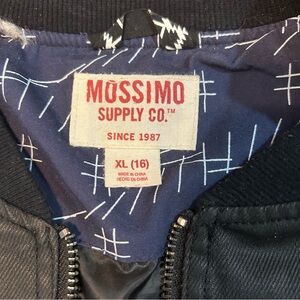 MOSSIMO
SUPPLY CO.™
SINCE 1987
XL (16)
MADE IN CHINA
HECHO EN CHINA